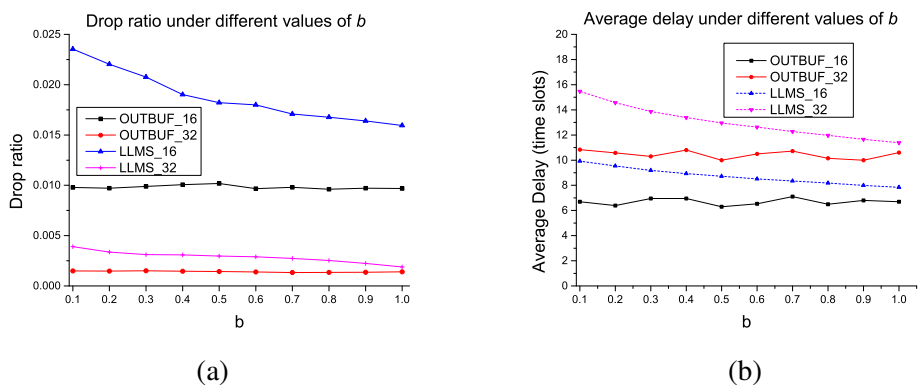 Drop ratio under different values of b
0.025
0.020
0.015
0.010
0.005
0.000
Drop ratio
OUTBUF_16
OUTBUF_32
LLMS_16
LLMS_32
0.1 0.2 0.3 0.4 0.5 0.6 0.7 0.8 0.9 1.0
b
(a)
Average delay under different values of b
20
18
16
14
12
10
8
6
4
2
0
Average Delay (time slots)
OUTBUF_16
OUTBUF_32
LLMS_16
LLMS_32
0.1 0.2 0.3 0.4 0.5 0.6 0.7 0.8 0.9 1.0
b
(b)